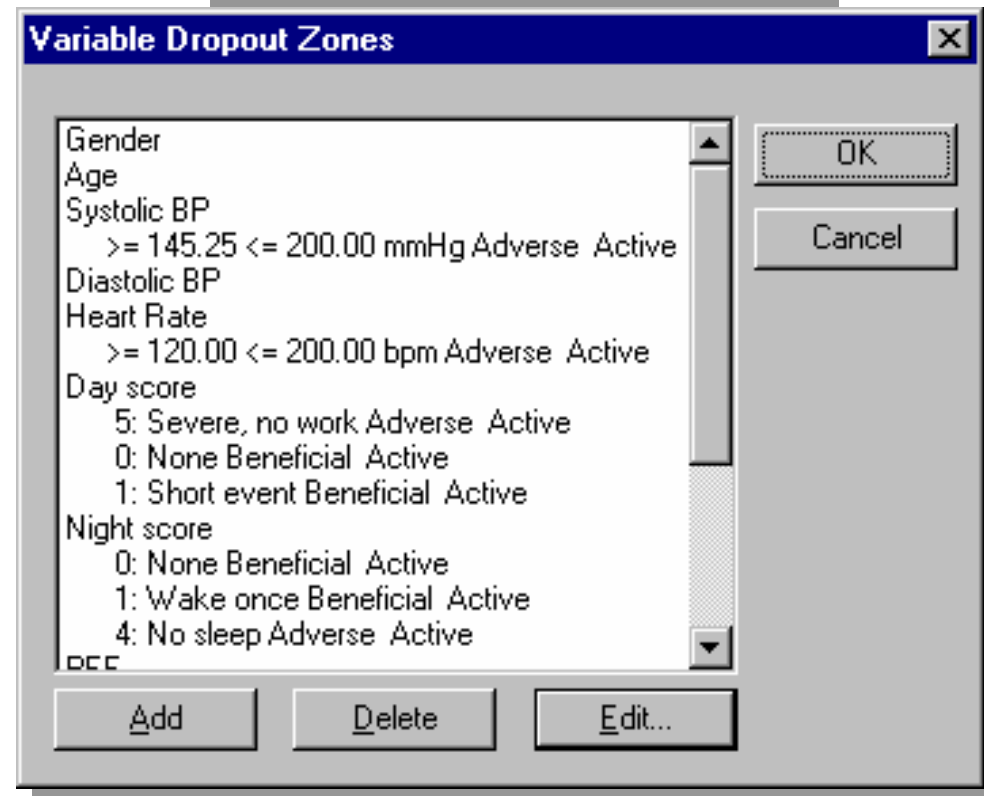 Variable Dropout Zones
Gender
Age
Systolic BP
>= 145.25 <= 200.00 mmHg Adverse Active
Diastolic BP
Heart Rate
>= 120.00 <= 200.00 bpm Adverse Active
Day score
5: Severe, no work Adverse Active
0: None Beneficial Active
1: Short event Beneficial Active
Night score
0: None Beneficial Active
1: Wake once Beneficial Active
4: No sleep Adverse Active
OK
Cancel
Add
Delete
Edit...